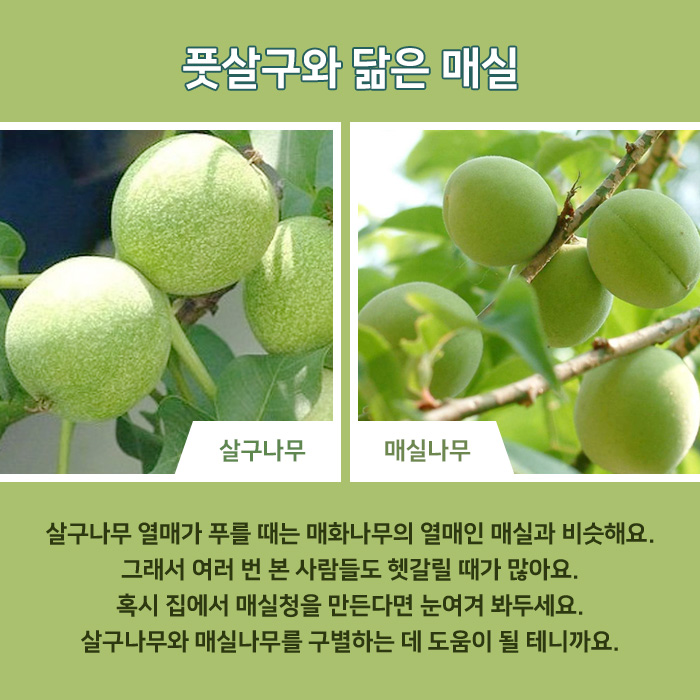 풋살구와 닮은 매실
살구나무
매실나무
살구나무 열매가 푸를 때는 매화나무의 열매인 매실과 비슷해요.
그래서 여러 번 본 사람들도 헷갈릴 때가 많아요.
혹시 집에서 매실청을 만든다면 눈여겨 봐두세요.
살구나무와 매실나무를 구별하는 데 도움이 될 테니까요.